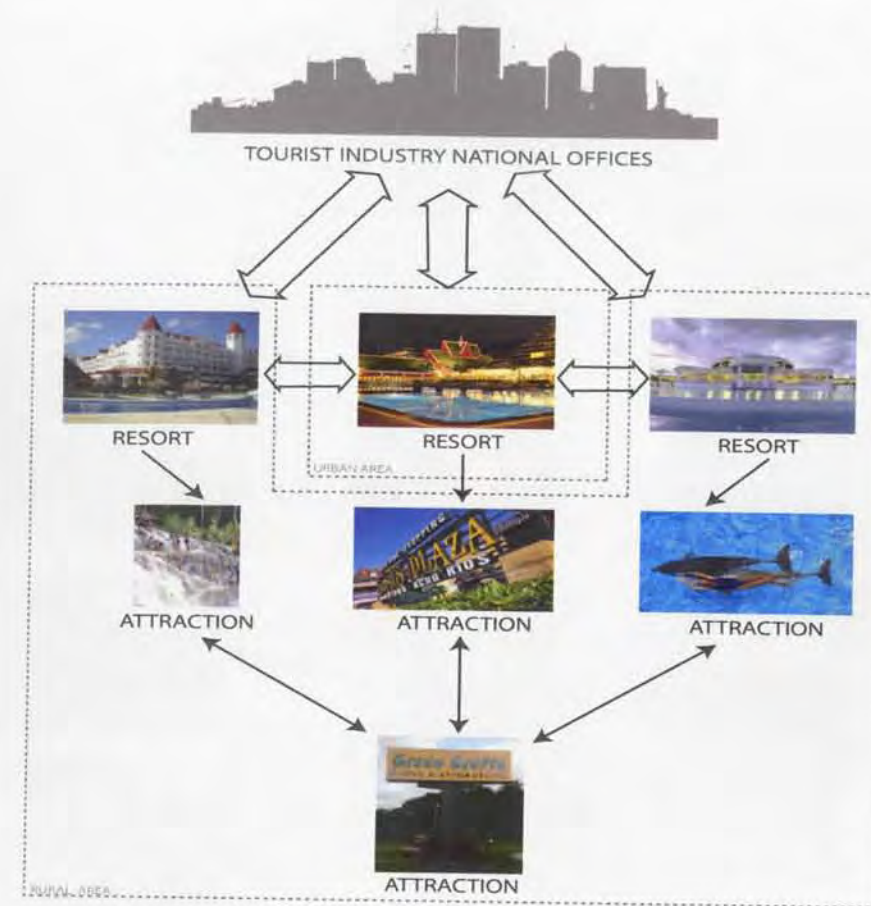 TOURIST INDUSTRY NATIONAL OFFICES
RESORT
RESORT
RESORT
URBAN AREA
PLAZA
ATTRACTION
ATTRACTION
ATTRACTION
Green Grotto
ATTRACTION
RURAL AREA